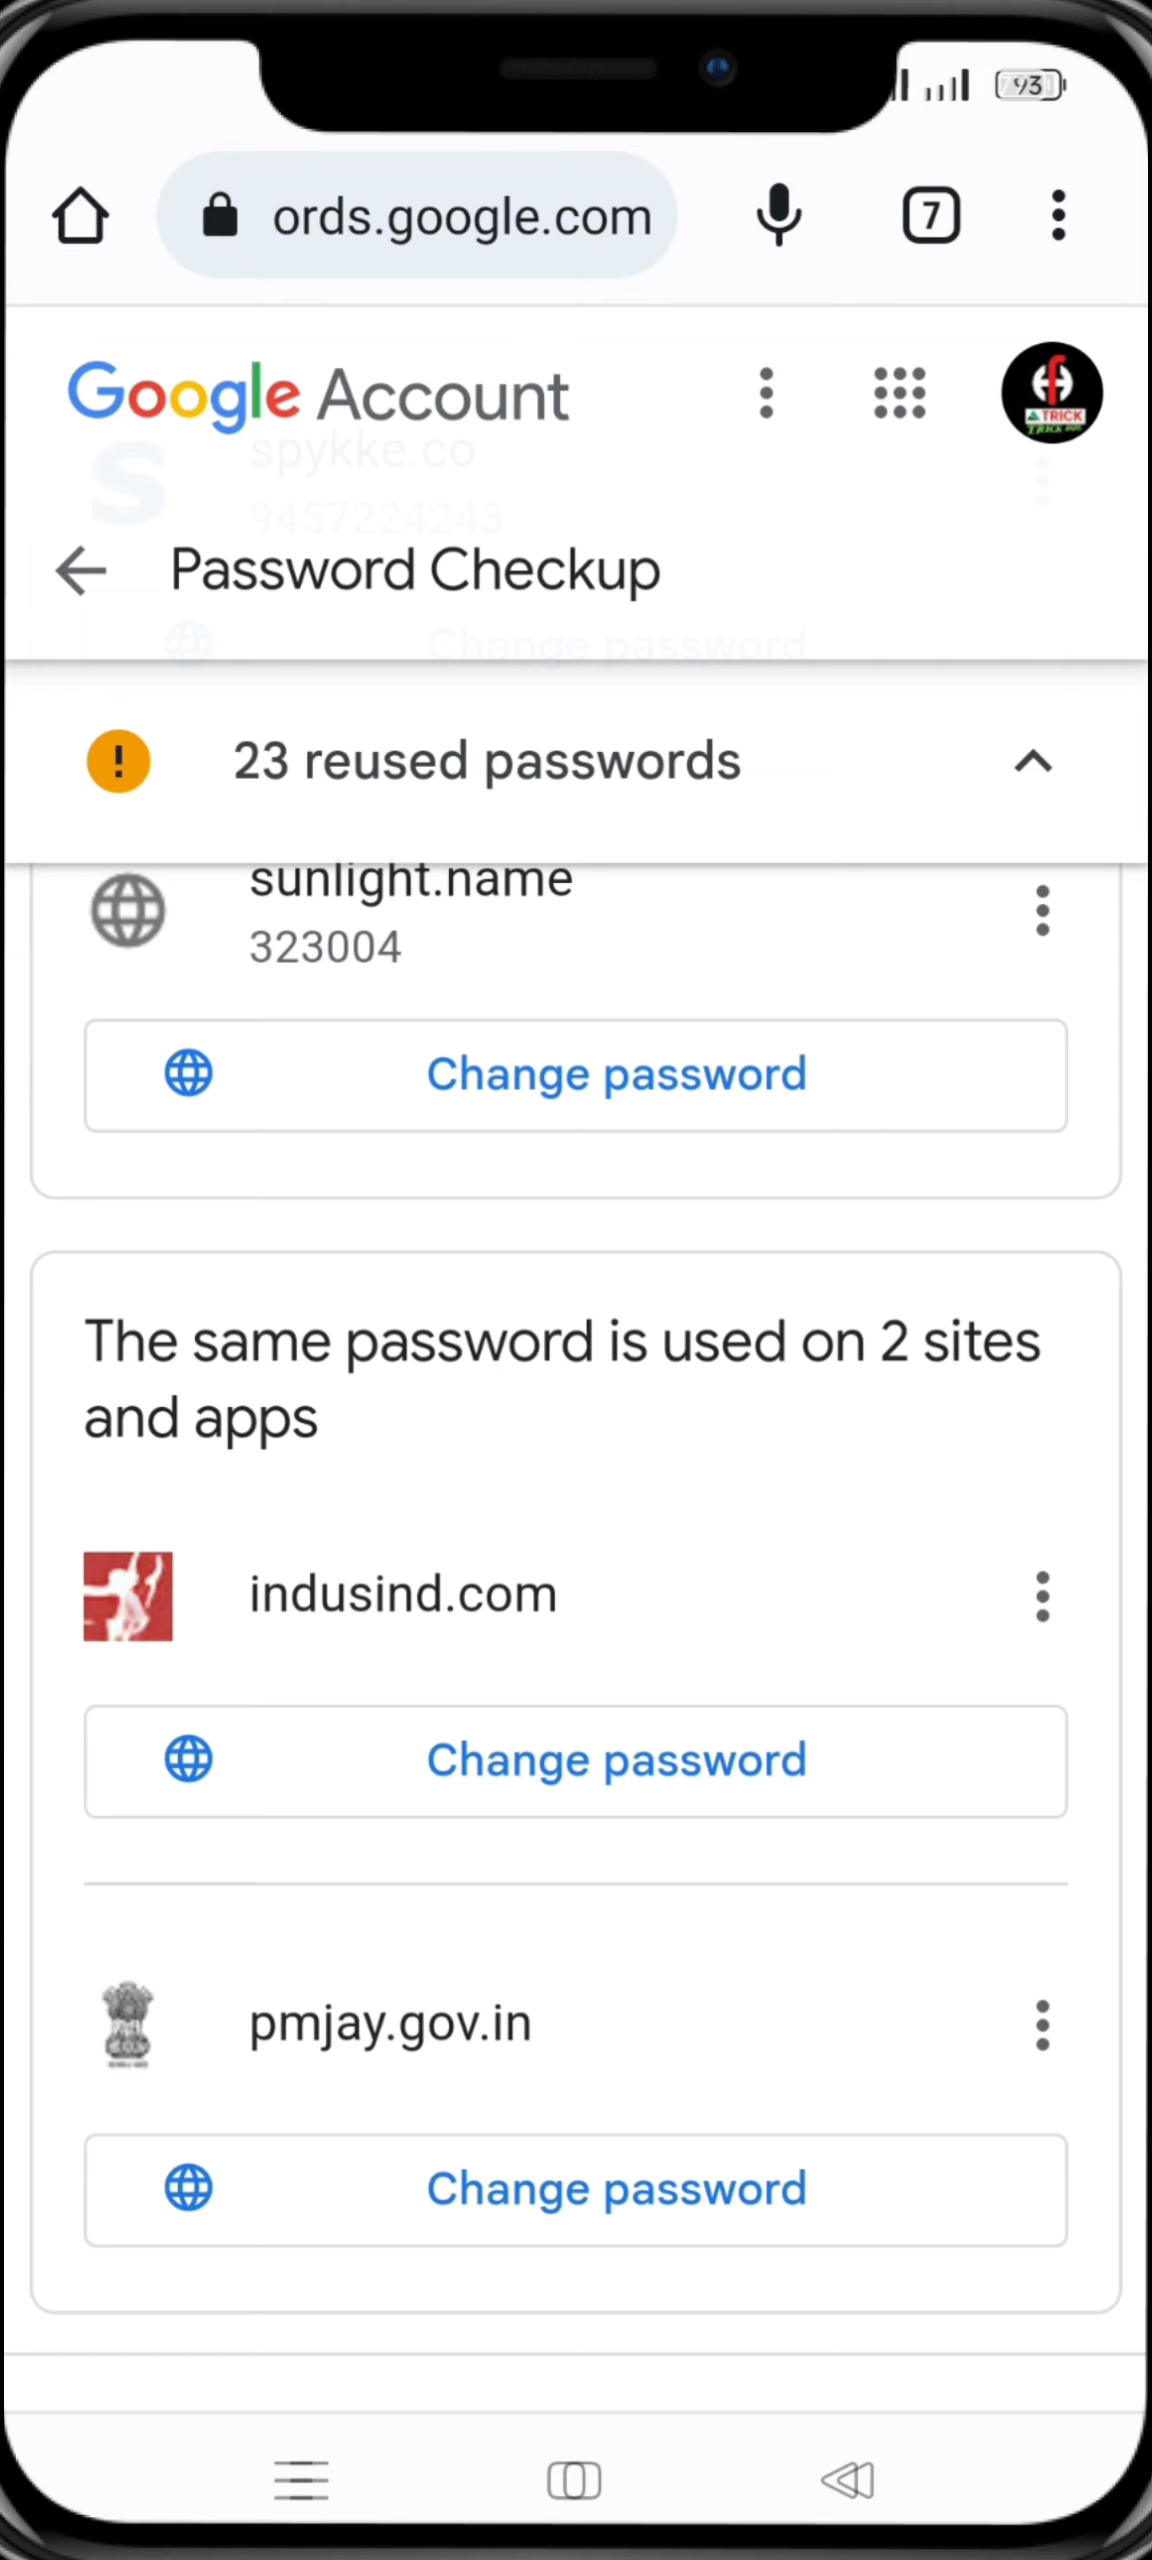 93
ords.google.com
7
Google Account
TRICK
spykke.co
9457224243
Password Checkup
Change password
23 reused passwords
sunlight.name
323004
Change password
The same password is used on 2 sites
and apps
indusind.com
Change password
pmjay.gov.in
Change password